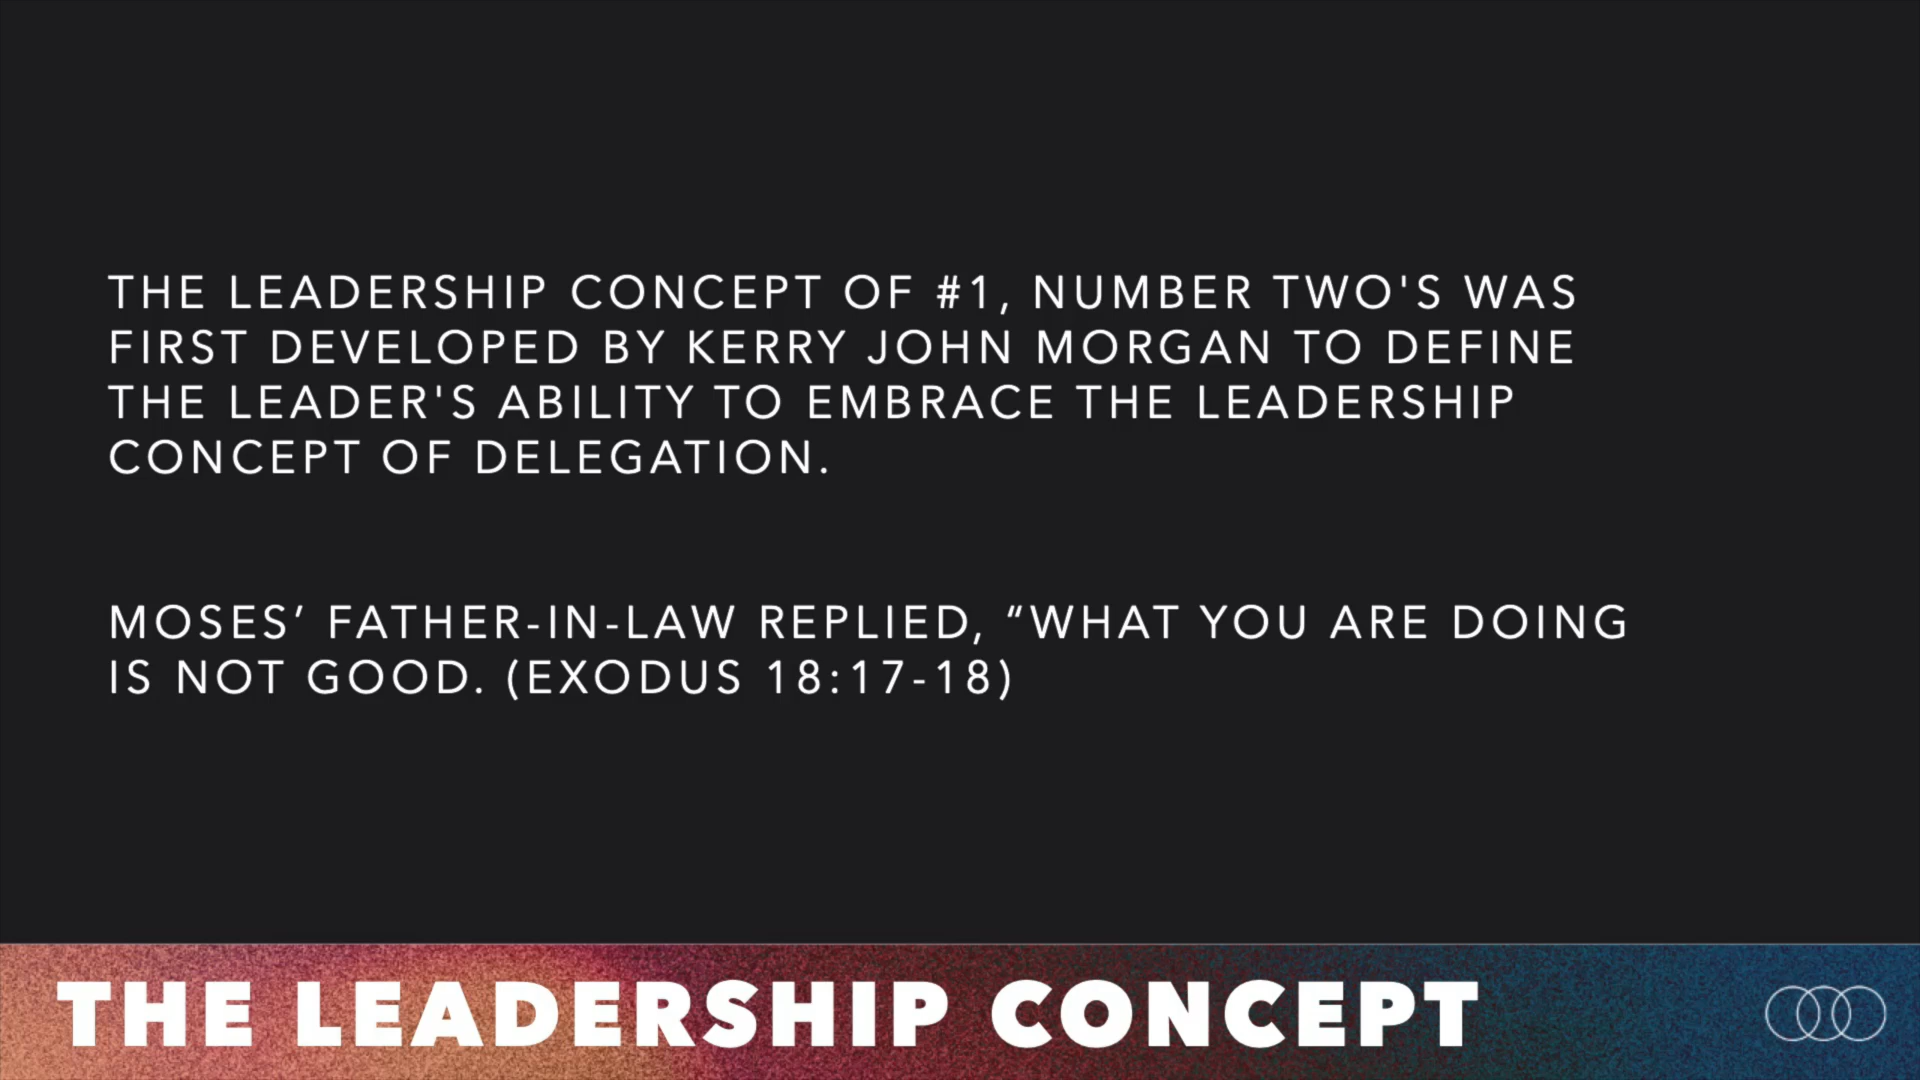 THE LEADERSHIP CONCEPT OF #1, NUMBER TWO'S WAS
FIRST DEVELOPED BY KERRY JOHN MORGAN TO DEFINE
THE LEADER'S ABILITY TO EMBRACE THE LEADERSHIP
CONCEPT OF DELEGATION.
MOSES’ FATHER-IN-LAW REPLIED, “WHAT YOU ARE DOING
IS NOT GOOD. (EXODUS 18:17-18)
THE LEADERSHIP CONCEPT